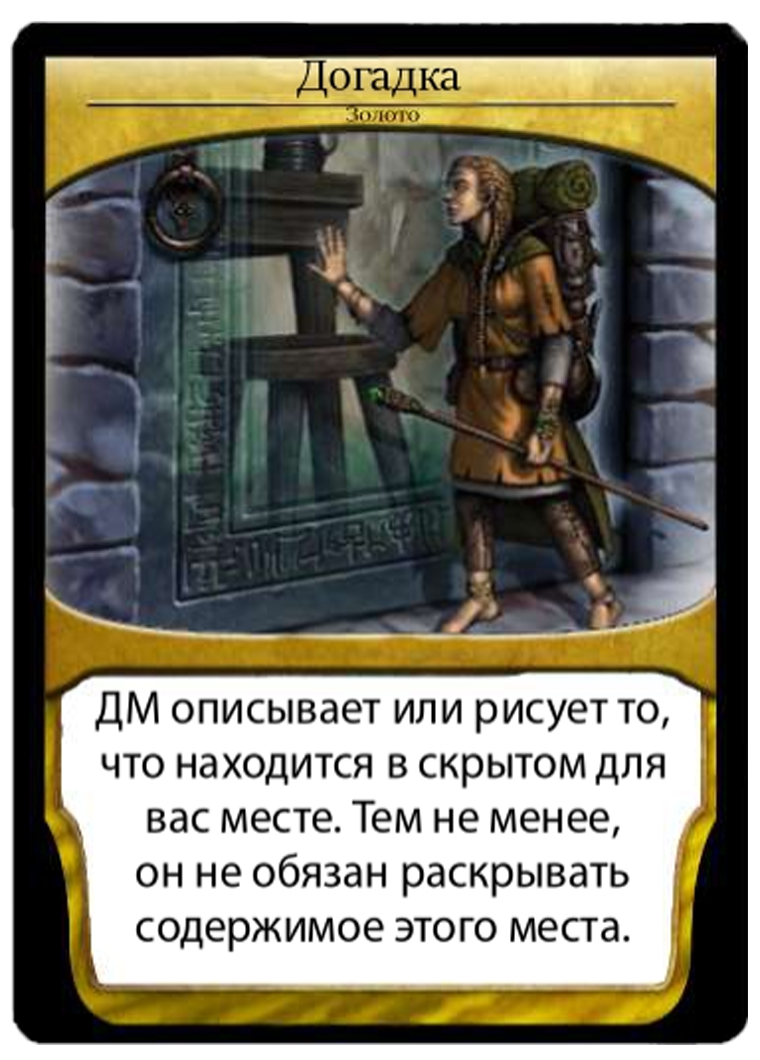 Догадка
Золото
ДМ описывает или рисует то,
что находится в скрытом для
вас месте. Тем не менее,
он не обязан раскрывать
содержимое этого места.